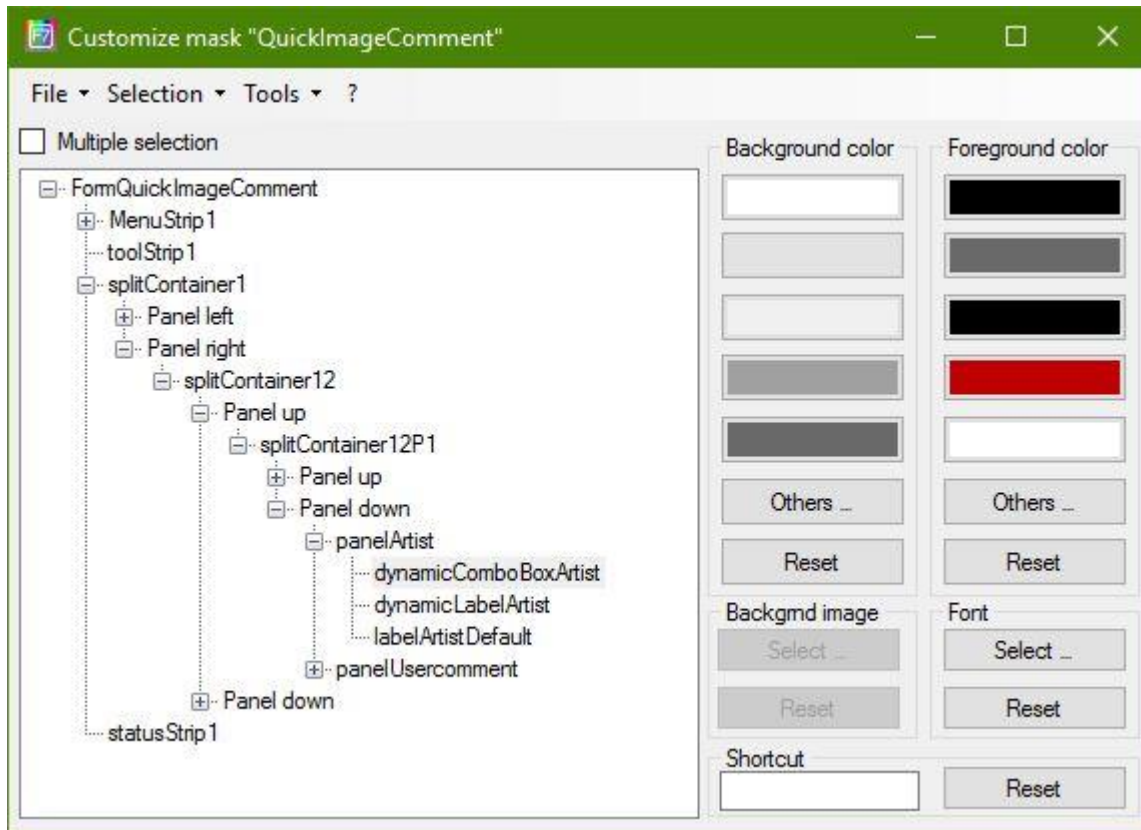 F7 Customize mask "QuickImageComment"
File Selection Tools ?
Multiple selection
FormQuickImageComment
MenuStrip1
toolStrip1
splitContainer1
Panel left
Panel right
splitContainer12
Panel up
splitContainer12P1
Panel up
Panel down
panelArtist
dynamicComboBoxArtist
dynamicLabelArtist
labelArtistDefault
panelUsercomment
Panel down
statusStrip1
Background color
Others ...
Reset
Foreground color
Others ...
Reset
Backgrnd image
Select ...
Reset
Font
Select ...
Reset
Shortcut
Reset